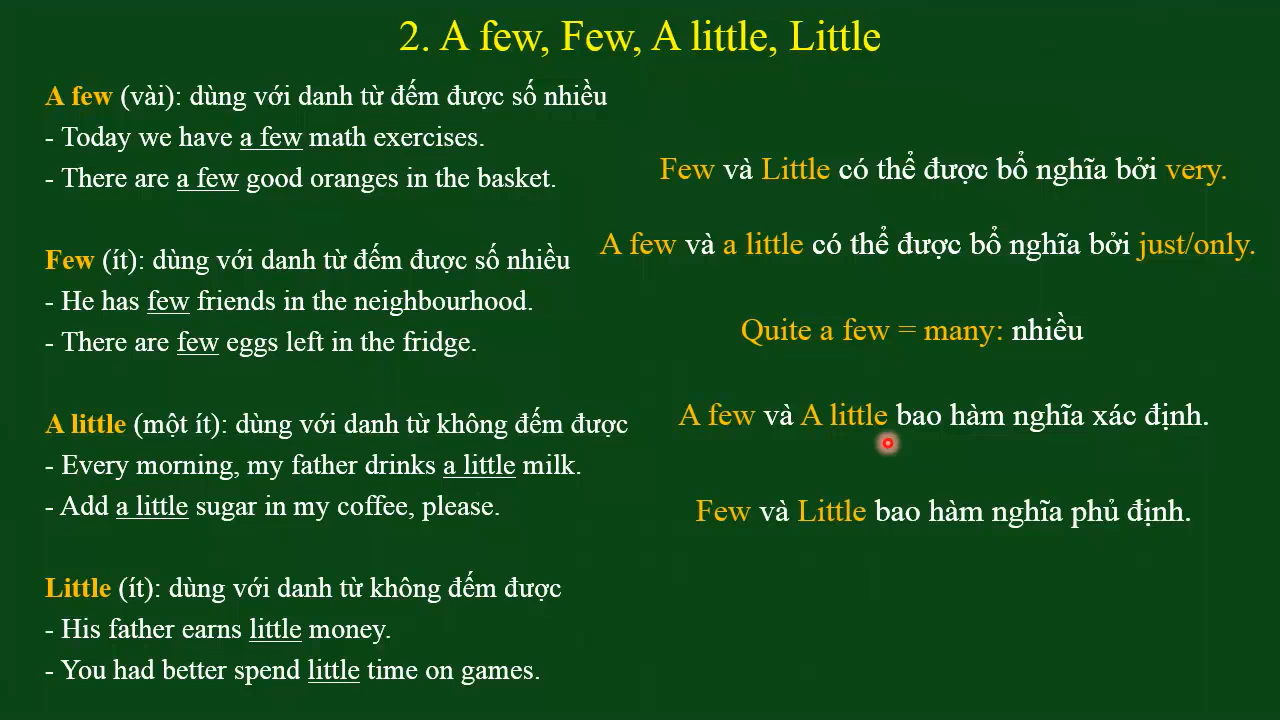 2. A few, Few, A little, Little
A few (vài): dùng với danh từ đếm được số nhiều
- Today we have a few math exercises.
- There are a few good oranges in the basket.
Few (ít): dùng với danh từ đếm được số nhiều
- He has few friends in the neighbourhood.
- There are few eggs left in the fridge.
A little (một ít): dùng với danh từ không đếm được
- Every morning, my father drinks a little milk.
- Add a little sugar in my coffee, please.
Little (ít): dùng với danh từ không đếm được
- His father earns little money.
- You had better spend little time on games.
Few và Little có thể được bổ nghĩa bởi very.
A few và a little có thể được bổ nghĩa bởi just/only.
Quite a few = many: nhiều
A few và A little bao hàm nghĩa xác định.
Few và Little bao hàm nghĩa phủ định.